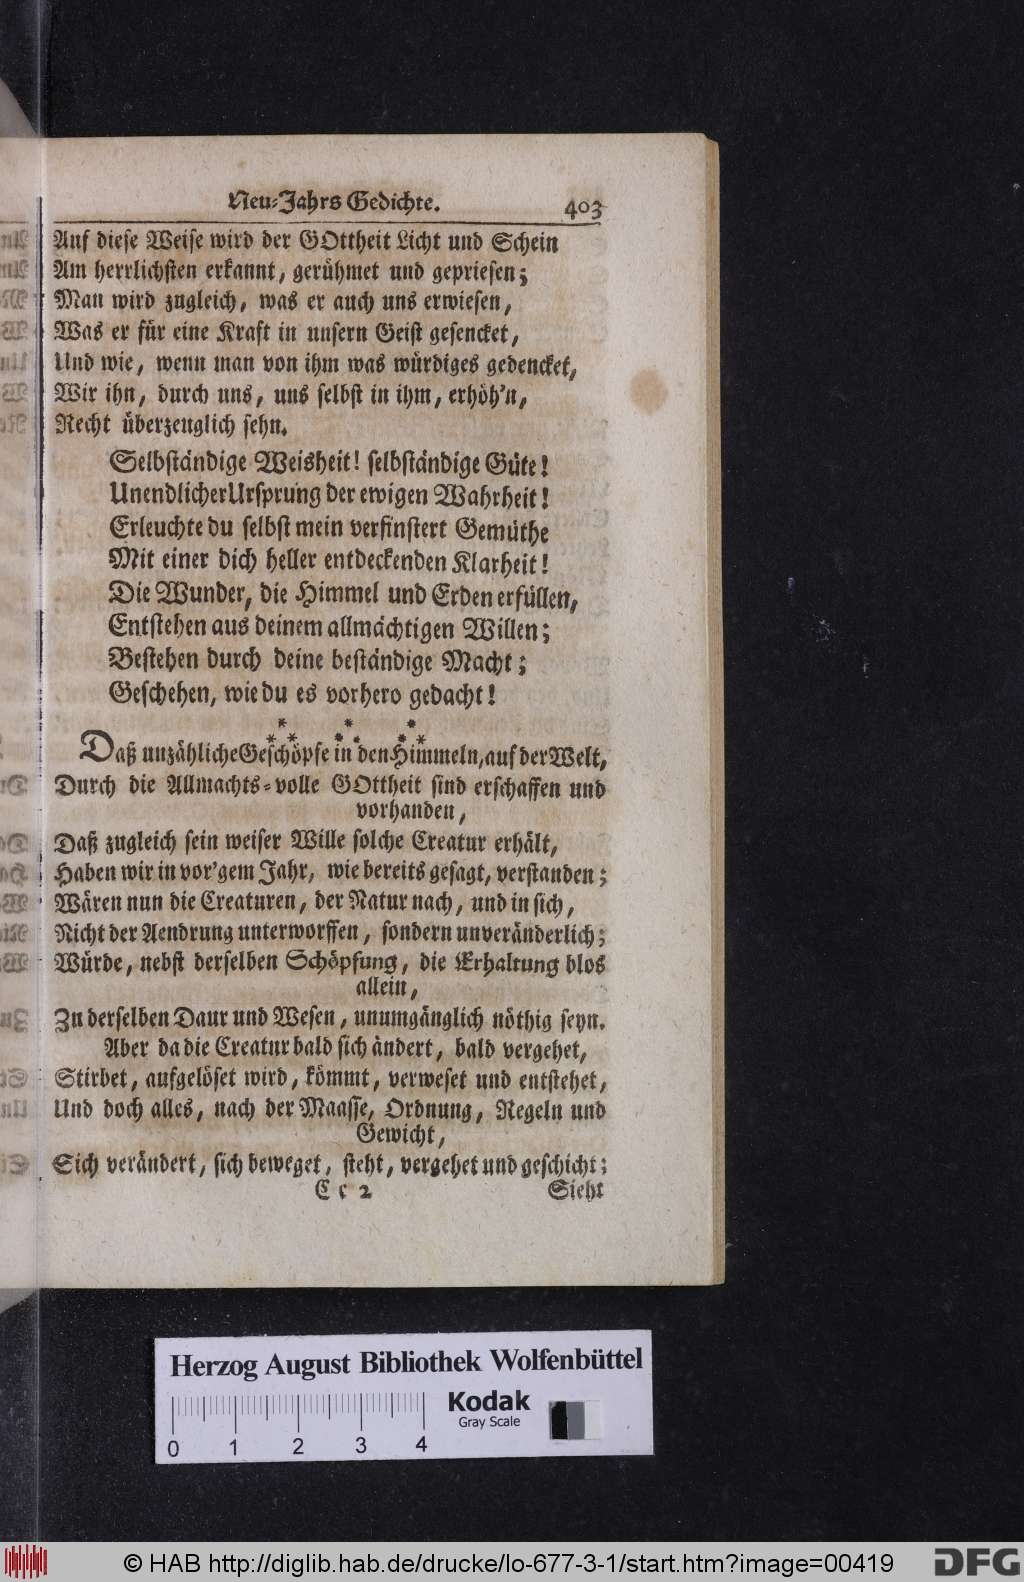 Neu-Jahrs Gedichte. 403
Auf diese Weise wird der GOttheit Licht und Schein
Am herrlichsten erkannt, gerühmet und gepriesen;
Man wird zugleich, was er auch uns erwiesen,
Was er für eine Kraft in unsern Geist gesencket,
Und wie, wenn man von ihm was würdiges gedencket,
Wir ihn, durch uns, uns selbst in ihm, erhöh'n,
Recht überzeuglich sehn.
Selbständige Weisheit! selbständige Güte!
Unendlicher Ursprung der ewigen Wahrheit!
Erleuchte du selbst mein verfinstert Gemüthe
Mit einer dich heller entdeckenden Klarheit!
Die Wunder, die Himmel und Erden erfüllen,
Entstehen aus deinem allmächtigen Willen;
Bestehen durch deine beständige Macht;
Geschehen, wie du es vorhero gedacht!
* * *
* * * * * *
Daß unzähliche Geschöpfe in den Himmeln, auf der Welt,
Durch die Allmachts-volle GOttheit sind erschaffen und
vorhanden,
Daß zugleich sein weiser Wille solche Creatur erhält,
Haben wir in vor'gem Jahr, wie bereits gesagt, verstanden;
Wären nun die Creaturen, der Natur nach, und in sich,
Nicht der Aendrung unterworffen, sondern unveränderlich;
Würde, nebst derselben Schöpfung, die Erhaltung blos
allein,
Zu derselben Daur und Wesen, unumgänglich nöthig seyn.
Aber da die Creatur bald sich ändert, bald vergehet,
Stirbet, aufgelöset wird, kömmt, verweset und entstehet,
Und doch alles, nach der Maasse, Ordnung, Regeln und
Gewicht,
Sich verändert, sich beweget, steht, vergehet und geschicht;
C c 2 Sieht
Herzog August Bibliothek Wolfenbüttel
Kodak
Gray Scale
0 1 2 3 4
© HAB http://diglib.hab.de/drucke/lo-677-3-1/start.htm?image=00419
DFG